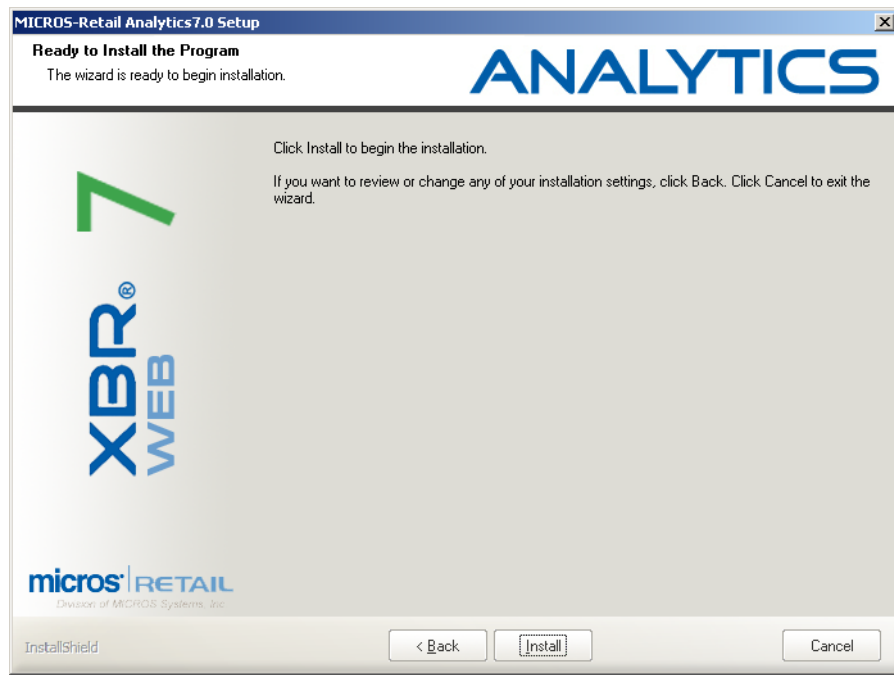 MICROS-Retail Analytics7.0 Setup
Ready to Install the Program
The wizard is ready to begin installation.
ANALYTICS
Click Install to begin the installation.
If you want to review or change any of your installation settings, click Back. Click Cancel to exit the
wizard.
XBR® 7
WEB
micros RETAIL
Division of MICROS Systems, Inc.
InstallShield
< Back
Install
Cancel